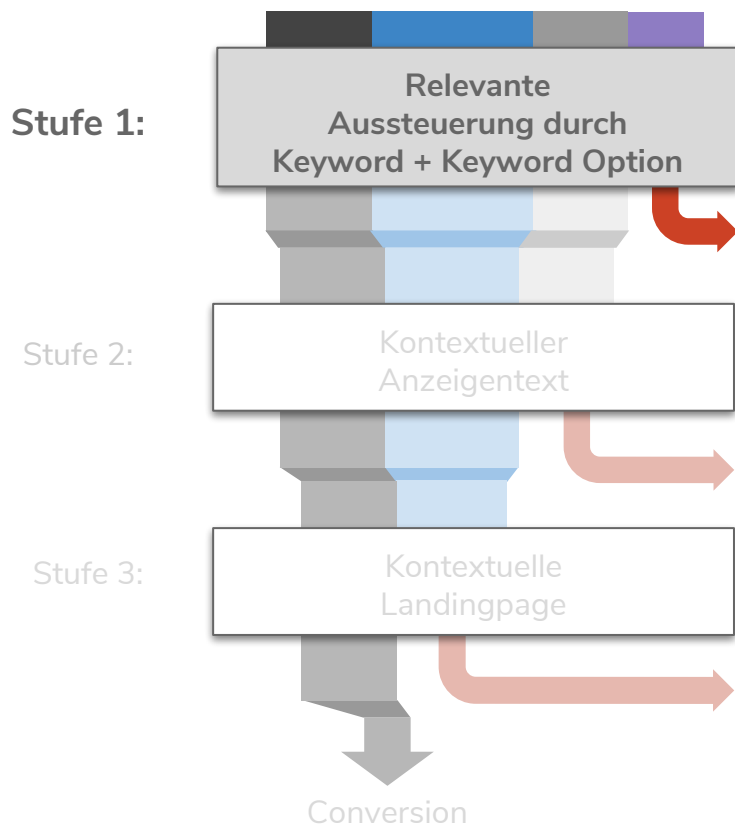 Stufe 1:
Relevante
Aussteuerung durch
Keyword + Keyword Option
Stufe 2:
Kontextueller
Anzeigentext
Stufe 3:
Kontextuelle
Landingpage
Conversion